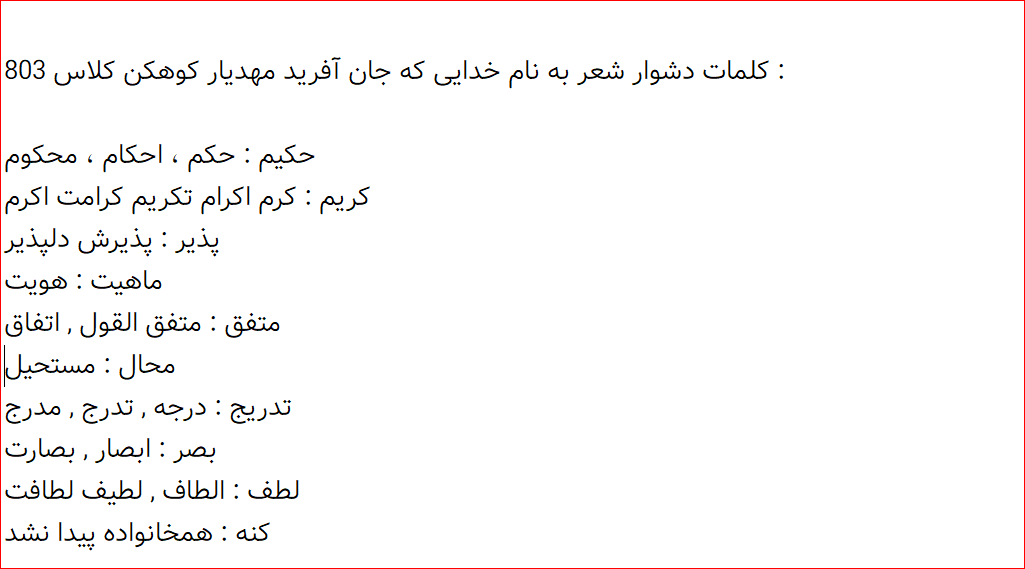 کلمات دشوار شعر به نام خدایی که جان آفرید مهدیار کوهکن کلاس 803 :
حکیم : حکم ، احکام ، محکوم
کریم : کرم اکرام تکریم کرامت اکرم
پذیر : پذیرش دلپذیر
ماهیت : هویت
متفق : متفق القول , اتفاق
محال : مستحیل
تدریج : درجه , تدرج , مدرج
بصر : ابصار , بصارت
لطف : الطاف , لطیف لطافت
کنه : همخانواده پیدا نشد